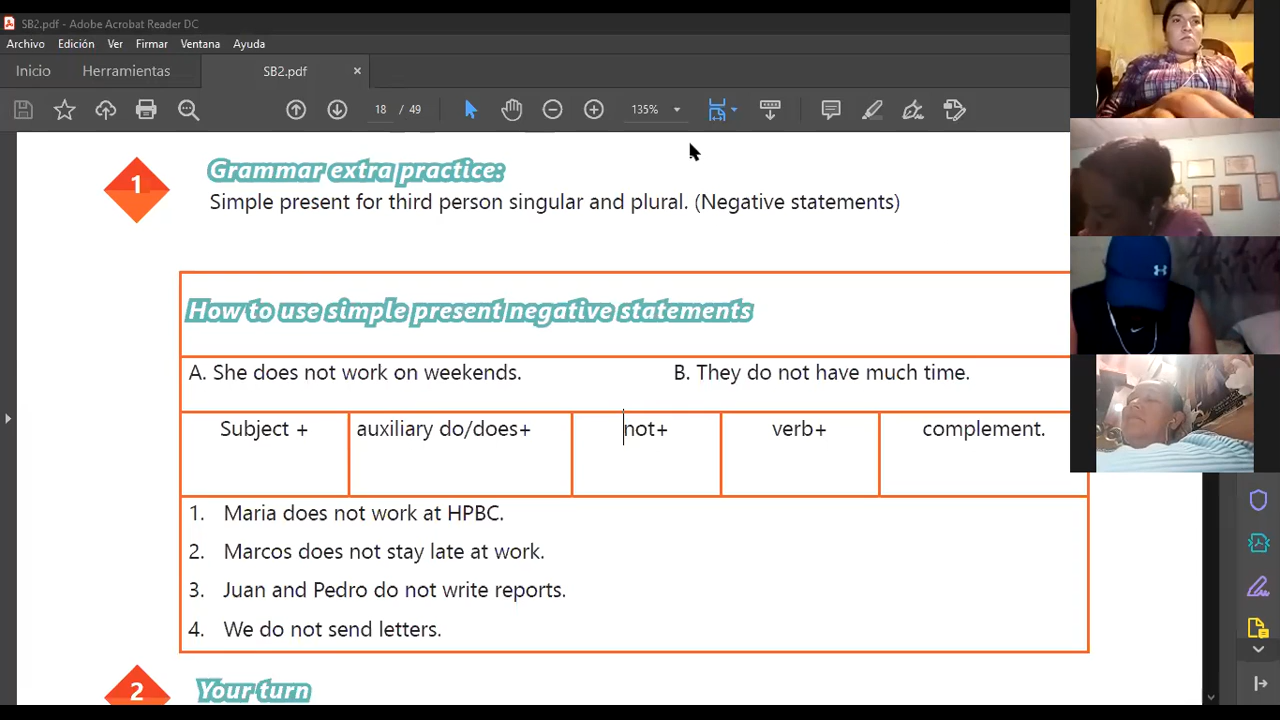 SB2.pdf - Adobe Acrobat Reader DC
Archivo Edición Ver Firmar Ventana Ayuda
Inicio Herramientas SB2.pdf ×
18 / 49 135%
1 Grammar extra practice:
Simple present for third person singular and plural. (Negative statements)
How to use simple present negative statements
A. She does not work on weekends. B. They do not have much time.
Subject + auxiliary do/does+ not+ verb+ complement.
1. Maria does not work at HPBC.
2. Marcos does not stay late at work.
3. Juan and Pedro do not write reports.
4. We do not send letters.
2 Your turn